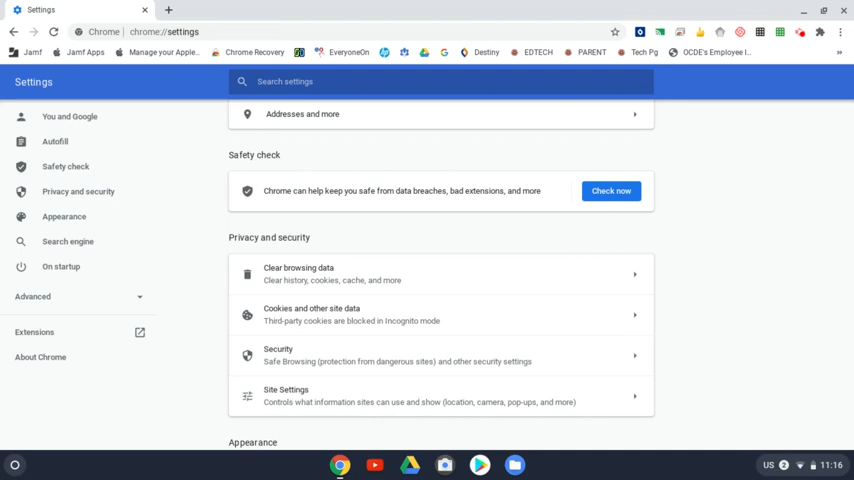 Settings
Chrome | chrome://settings
Jamf
Jamf Apps
Manage your Apple...
Chrome Recovery
EveryoneOn
Destiny
EDTECH
PARENT
Tech Pg
OCDE's Employee I...
»
Settings
Search settings
You and Google
Autofill
Safety check
Privacy and security
Appearance
Search engine
On startup
Advanced
Extensions
About Chrome
Addresses and more
Safety check
Chrome can help keep you safe from data breaches, bad extensions, and more
Check now
Privacy and security
Clear browsing data
Clear history, cookies, cache, and more
Cookies and other site data
Third-party cookies are blocked in Incognito mode
Security
Safe Browsing (protection from dangerous sites) and other security settings
Site Settings
Controls what information sites can use and show (location, camera, pop-ups, and more)
Appearance
US 2 11:16